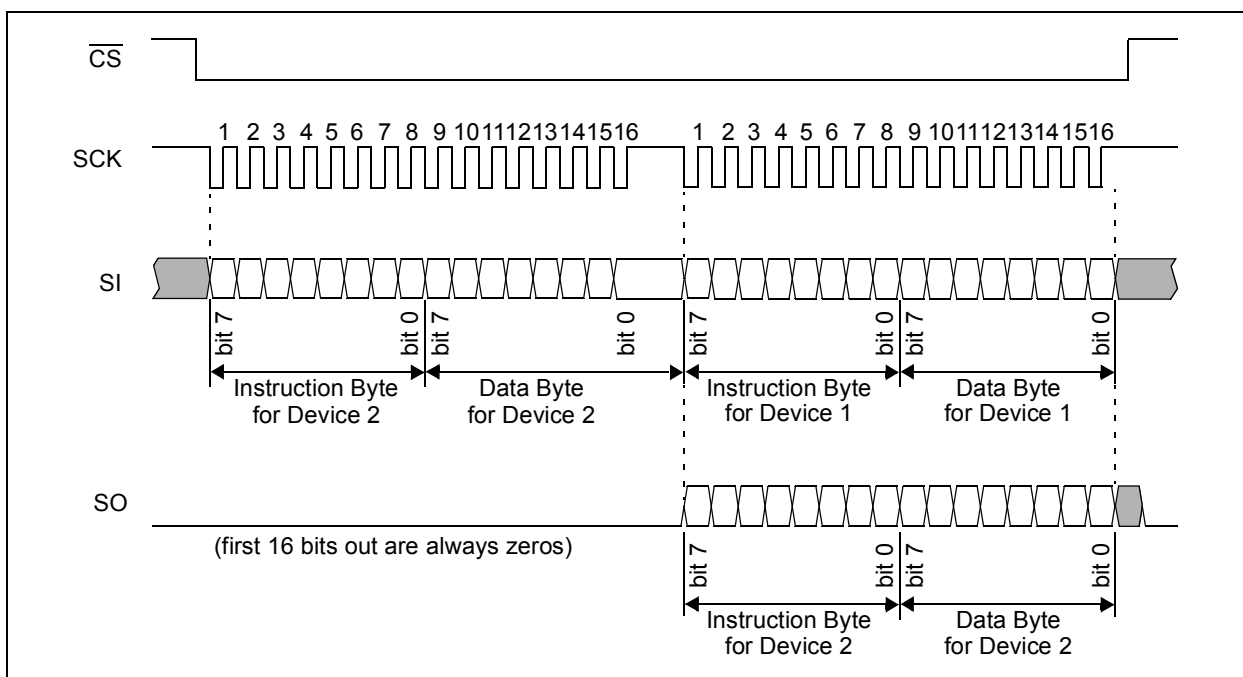 CS
1 2 3 4 5 6 7 8 9 10 11 12 13 14 15 16 1 2 3 4 5 6 7 8 9 10 11 12 13 14 15 16
SCK
SI
bit 7 bit 0 bit 7 bit 0 bit 7 bit 0 bit 7 bit 0
Instruction Byte
for Device 2
Data Byte
for Device 2
Instruction Byte
for Device 1
Data Byte
for Device 1
SO
(first 16 bits out are always zeros)
bit 7 bit 0 bit 7 bit 0
Instruction Byte
for Device 2
Data Byte
for Device 2